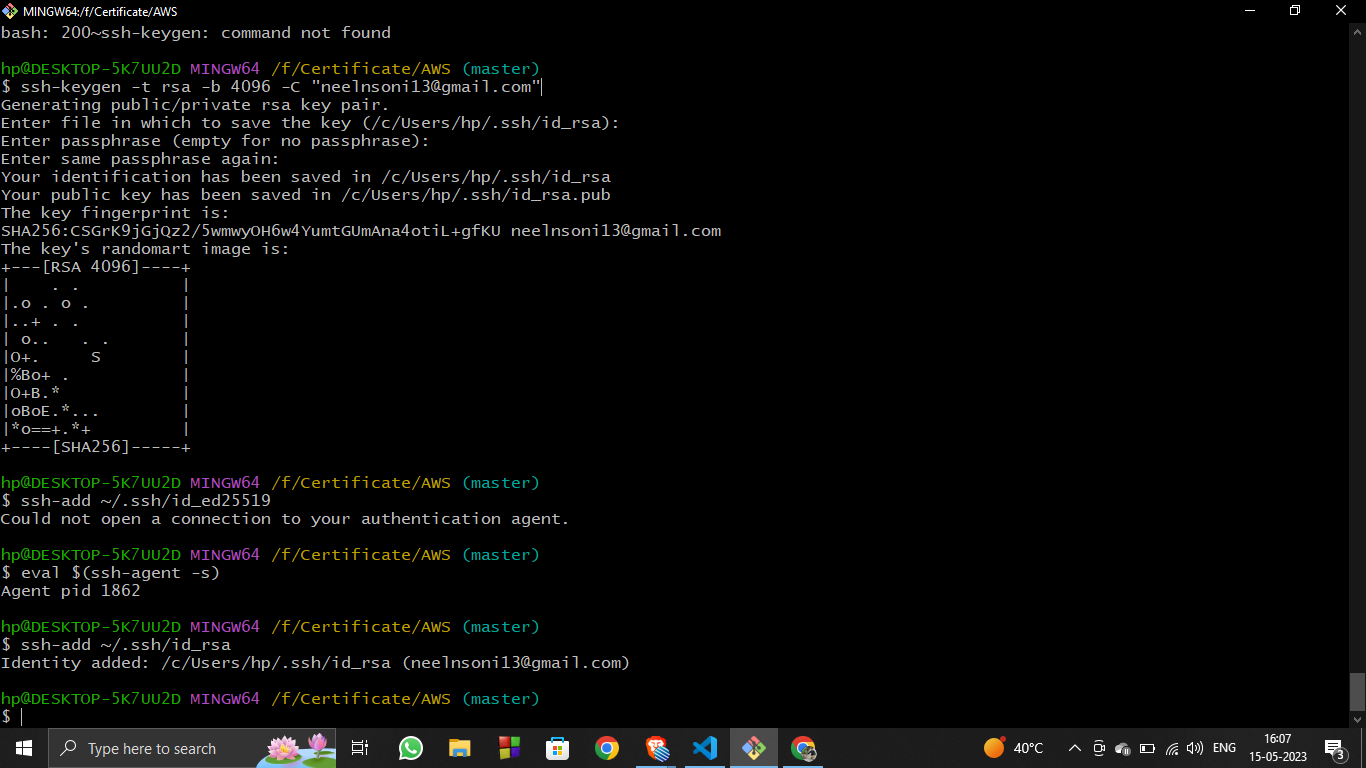 MINGW64:/f/Certificate/AWS
bash: 200~ssh-keygen: command not found
hp@DESKTOP-5K7UU2D MINGW64 /f/Certificate/AWS (master)
$ ssh-keygen -t rsa -b 4096 -C "neelnsoni13@gmail.com"
Generating public/private rsa key pair.
Enter file in which to save the key (/c/Users/hp/.ssh/id_rsa):
Enter passphrase (empty for no passphrase):
Enter same passphrase again:
Your identification has been saved in /c/Users/hp/.ssh/id_rsa
Your public key has been saved in /c/Users/hp/.ssh/id_rsa.pub
The key fingerprint is:
SHA256:CSGrK9jGjQz2/5wmwyOH6w4YumtGUmAna4otiL+gfKU neelnsoni13@gmail.com
The key's randomart image is:
+---[RSA 4096]----+
|    . .          |
|.o . o .         |
|..+ . .          |
| o..   . .       |
|O+.     S        |
|%Bo+ .           |
|O+B.*            |
|oBoE.*...        |
|*o==+.*+         |
+----[SHA256]-----+
hp@DESKTOP-5K7UU2D MINGW64 /f/Certificate/AWS (master)
$ ssh-add ~/.ssh/id_ed25519
Could not open a connection to your authentication agent.
hp@DESKTOP-5K7UU2D MINGW64 /f/Certificate/AWS (master)
$ eval $(ssh-agent -s)
Agent pid 1862
hp@DESKTOP-5K7UU2D MINGW64 /f/Certificate/AWS (master)
$ ssh-add ~/.ssh/id_rsa
Identity added: /c/Users/hp/.ssh/id_rsa (neelnsoni13@gmail.com)
hp@DESKTOP-5K7UU2D MINGW64 /f/Certificate/AWS (master)
$
Type here to search
40°C
ENG
16:07
15-05-2023
3